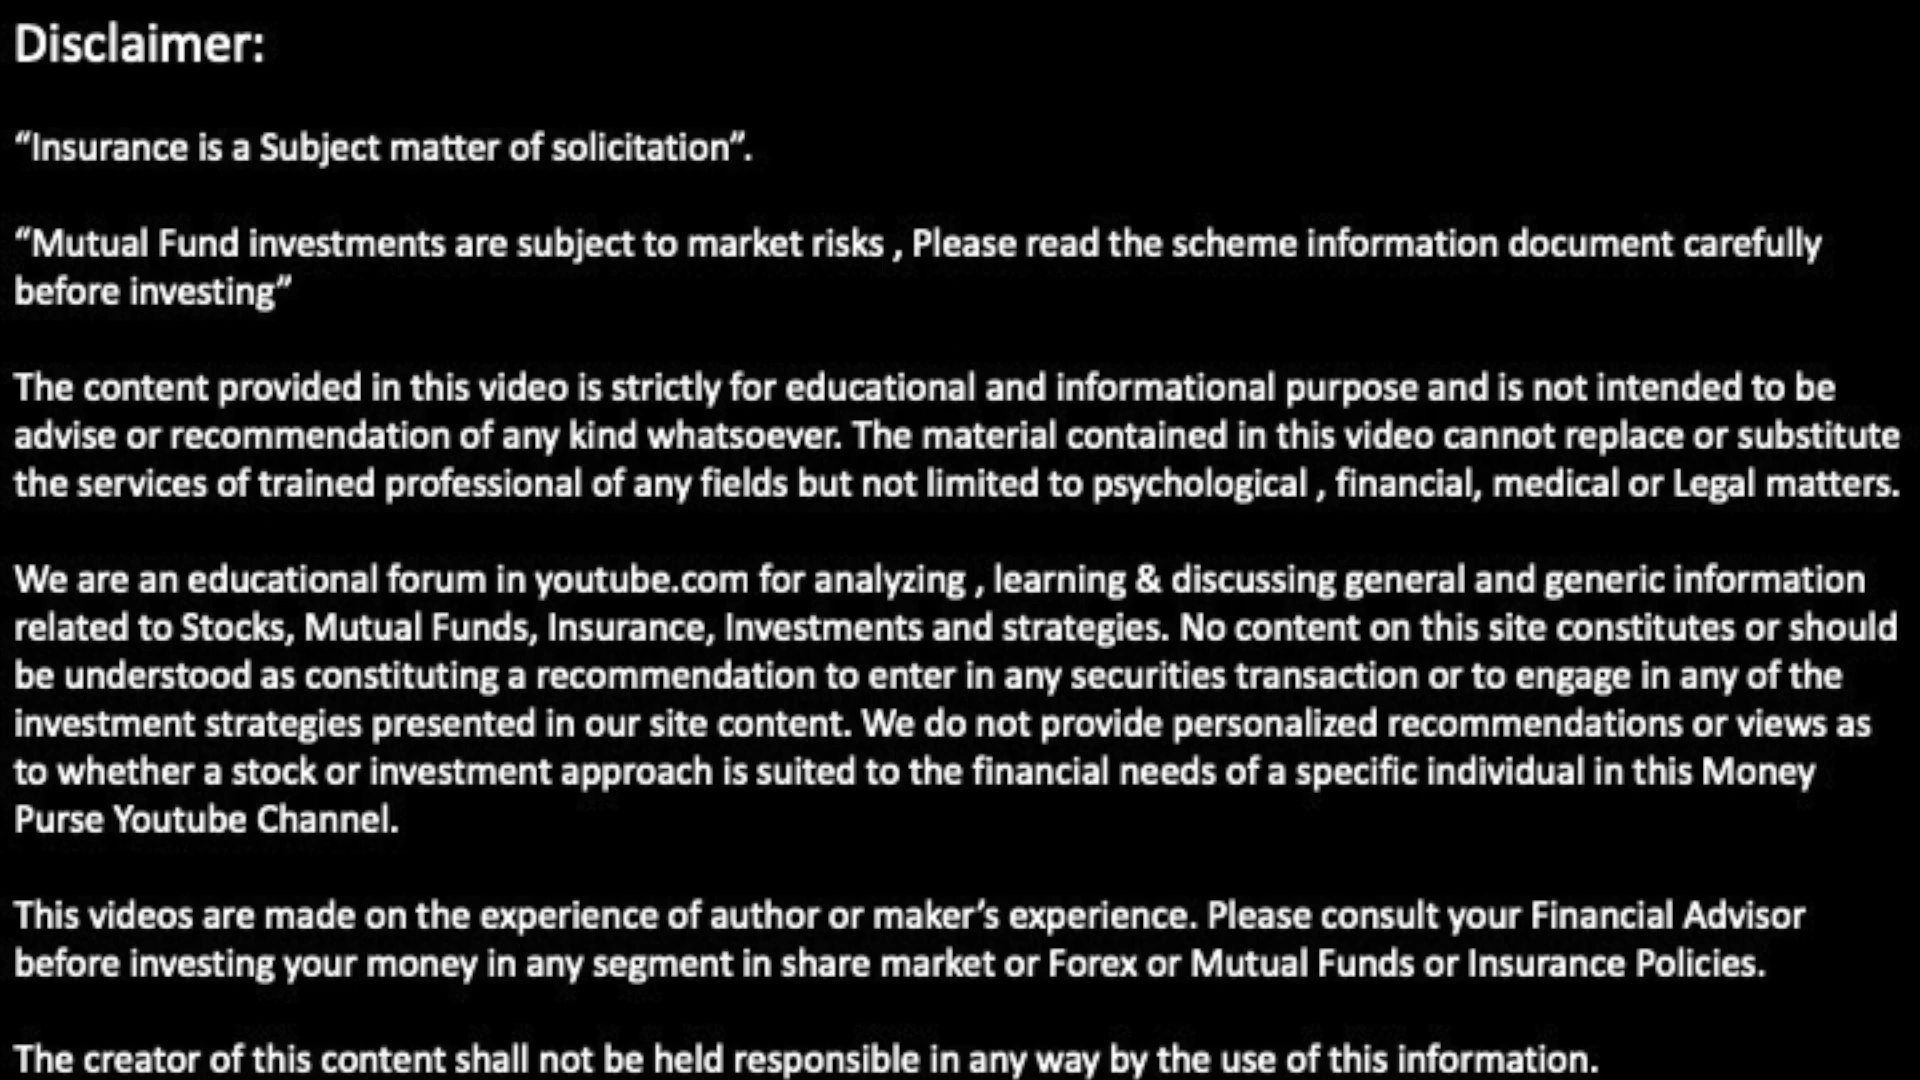 Disclaimer:
“Insurance is a Subject matter of solicitation”.
“Mutual Fund investments are subject to market risks , Please read the scheme information document carefully
before investing”
The content provided in this video is strictly for educational and informational purpose and is not intended to be
advise or recommendation of any kind whatsoever. The material contained in this video cannot replace or substitute
the services of trained professional of any fields but not limited to psychological , financial, medical or Legal matters.
We are an educational forum in youtube.com for analyzing , learning & discussing general and generic information
related to Stocks, Mutual Funds, Insurance, Investments and strategies. No content on this site constitutes or should
be understood as constituting a recommendation to enter in any securities transaction or to engage in any of the
investment strategies presented in our site content. We do not provide personalized recommendations or views as
to whether a stock or investment approach is suited to the financial needs of a specific individual in this Money
Purse Youtube Channel.
This videos are made on the experience of author or maker’s experience. Please consult your Financial Advisor
before investing your money in any segment in share market or Forex or Mutual Funds or Insurance Policies.
The creator of this content shall not be held responsible in any way by the use of this information.